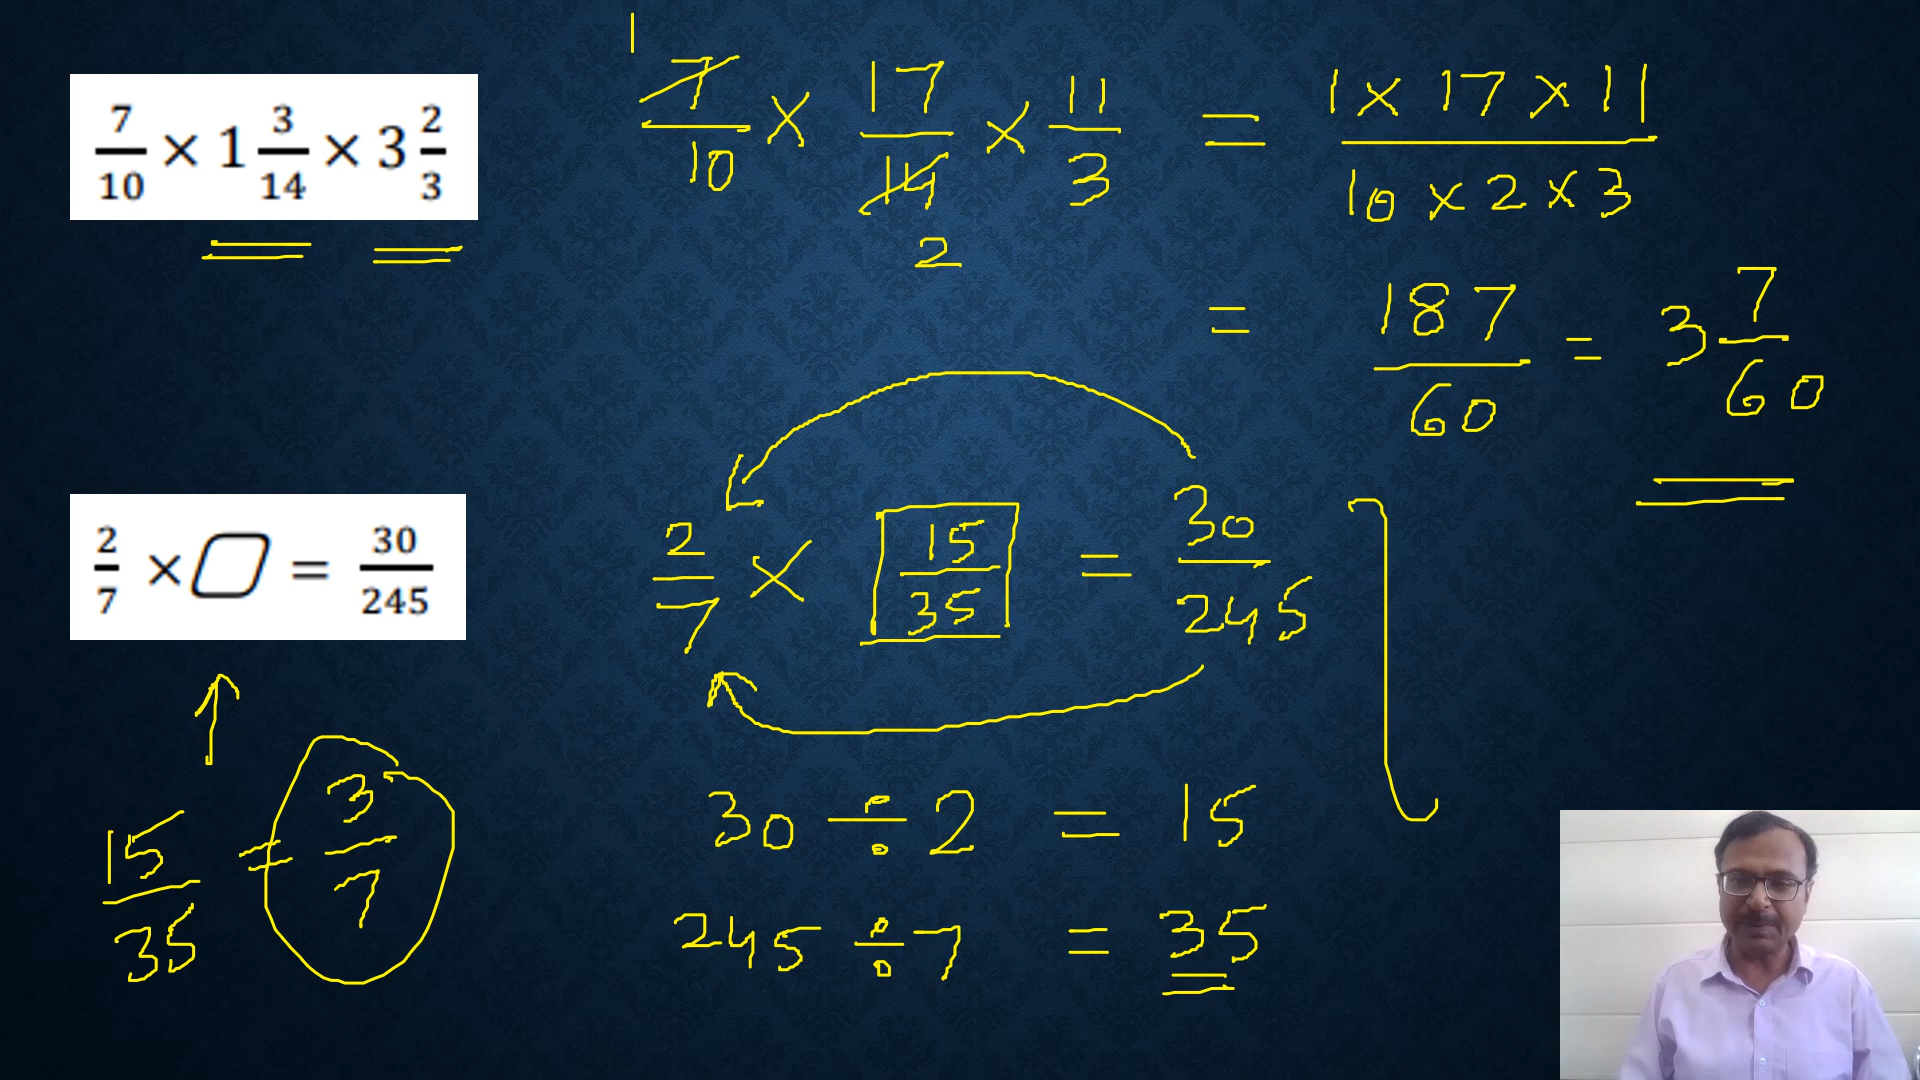 7/10 × 1 3/14 × 3 2/3
1
7/10 × 17/14 × 11/3 = 1 × 17 × 11 / 10 × 2 × 3
2
= 187/60 = 3 7/60
2/7 × ▱ = 30/245
2/7 × 15/35 = 30/245
15/35 = 3/7
30 ÷ 2 = 15
245 ÷ 7 = 35